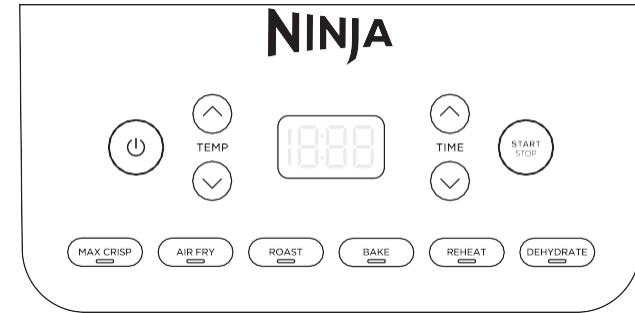 NINJA
TEMP
18:88
TIME
START
STOP
MAX CRISP
AIR FRY
ROAST
BAKE
REHEAT
DEHYDRATE